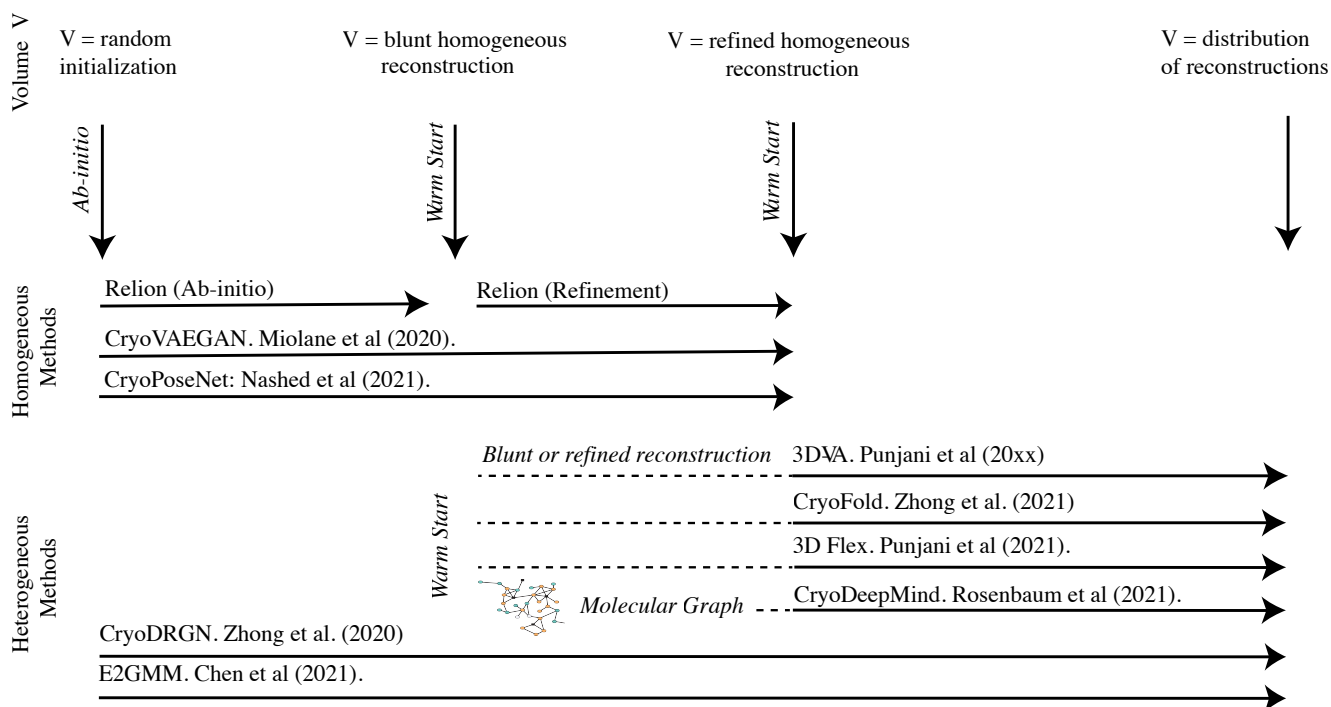 Volume V
V = random
initialization
V = blunt homogeneous
reconstruction
V = refined homogeneous
reconstruction
V = distribution
of reconstructions
Ab-initio
Warm Start
Warm Start
Homogeneous
Methods
Relion (Ab-initio)
Relion (Refinement)
CryoVAEGAN. Miolane et al (2020).
CryoPoseNet: Nashed et al (2021).
Heterogeneous
Methods
Warm Start
Blunt or refined reconstruction
3DVA. Punjani et al (20xx)
CryoFold. Zhong et al. (2021)
3D Flex. Punjani et al (2021).
Molecular Graph
CryoDeepMind. Rosenbaum et al (2021).
CryoDRGN. Zhong et al. (2020)
E2GMM. Chen et al (2021).